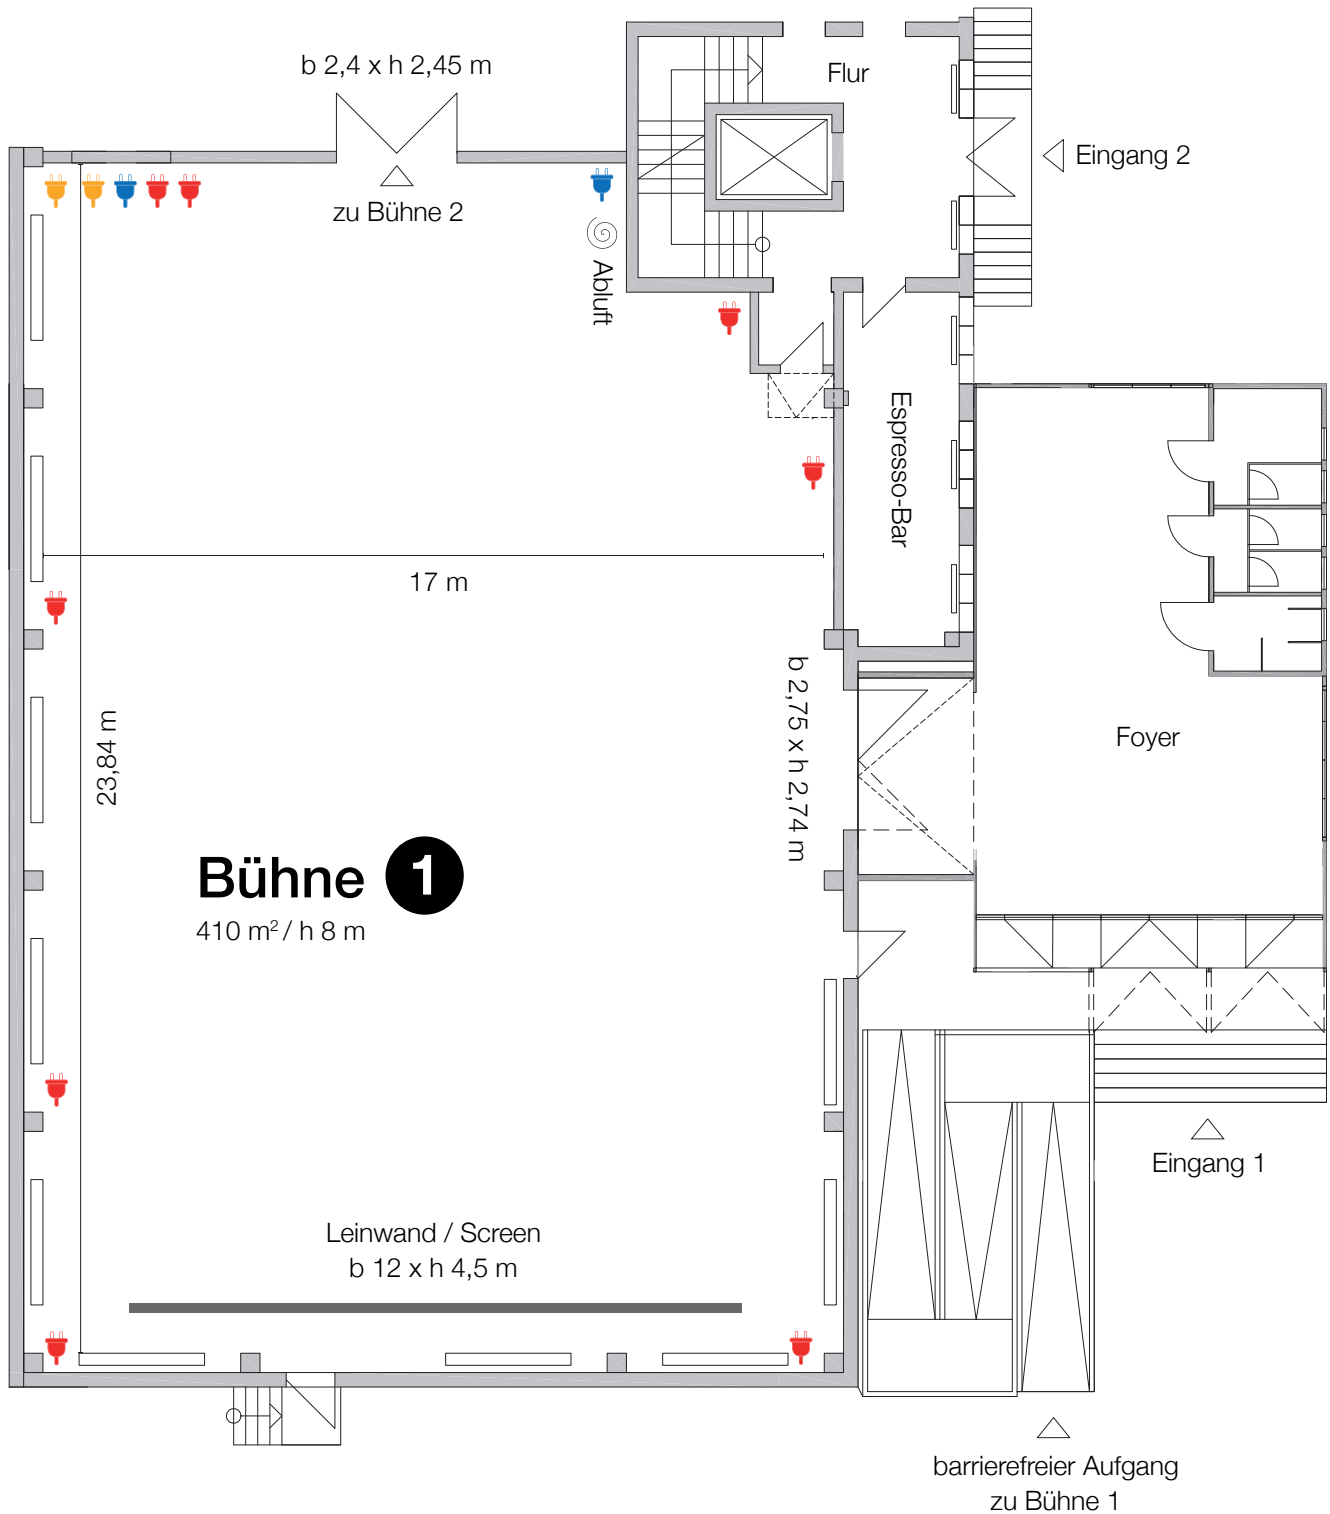 b 2,4 x h 2,45 m
Flur
Eingang 2
zu Bühne 2
Abluft
Espresso-Bar
17 m
b 2,75 x h 2,74 m
23,84 m
Foyer
Bühne 1
410 m² / h 8 m
Eingang 1
Leinwand / Screen
b 12 x h 4,5 m
barrierefreier Aufgang
zu Bühne 1